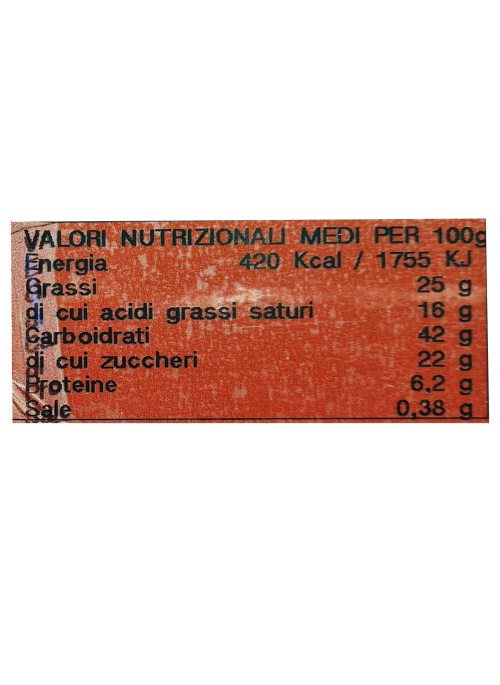 VALORI NUTRIZIONALI MEDI PER 100g
Energia 420 Kcal / 1755 KJ
Grassi 25 g
di cui acidi grassi saturi 16 g
Carboidrati 42 g
di cui zuccheri 22 g
Proteine 6,2 g
Sale 0,38 g